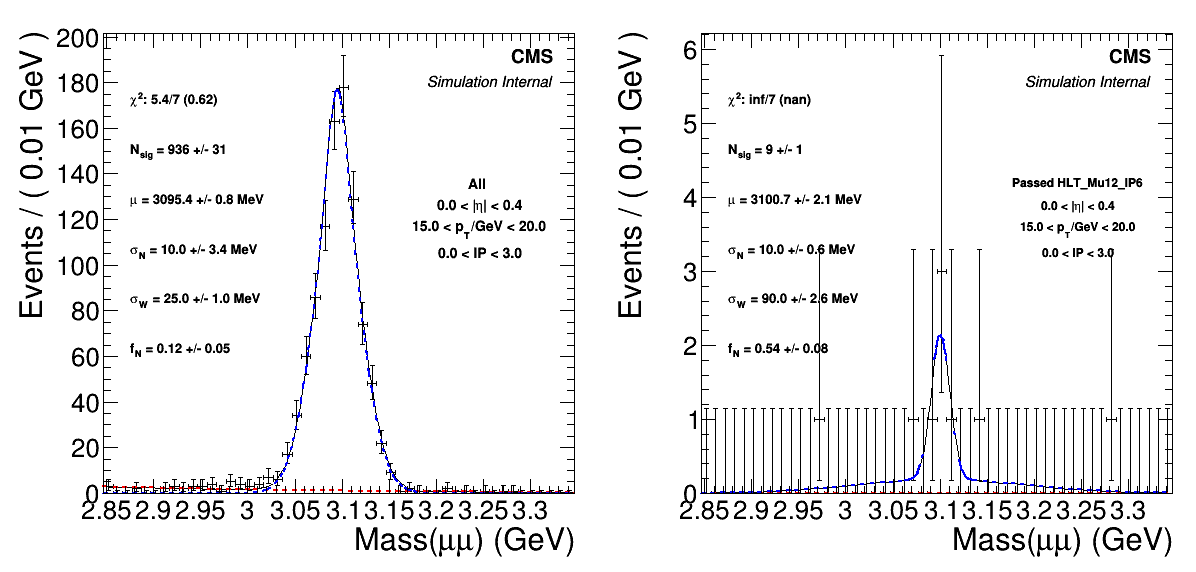 Events / ( 0.01 GeV )
200
180
160
140
120
100
80
60
40
20
0
CMS
Simulation Internal
χ²: 5.4/7 (0.62)
N_sig = 936 +/- 31
μ = 3095.4 +/- 0.8 MeV
σ_N = 10.0 +/- 3.4 MeV
σ_W = 25.0 +/- 1.0 MeV
f_N = 0.12 +/- 0.05
All
0.0 < |η| < 0.4
15.0 < p_T/GeV < 20.0
0.0 < IP < 3.0
2.85 2.9 2.95 3 3.05 3.1 3.15 3.2 3.25 3.3
Mass(μμ) (GeV)
Events / ( 0.01 GeV )
6
5
4
3
2
1
0
CMS
Simulation Internal
χ²: inf/7 (nan)
N_sig = 9 +/- 1
μ = 3100.7 +/- 2.1 MeV
σ_N = 10.0 +/- 0.6 MeV
σ_W = 90.0 +/- 2.6 MeV
f_N = 0.54 +/- 0.08
Passed HLT_Mu12_IP6
0.0 < |η| < 0.4
15.0 < p_T/GeV < 20.0
0.0 < IP < 3.0
2.85 2.9 2.95 3 3.05 3.1 3.15 3.2 3.25 3.3
Mass(μμ) (GeV)